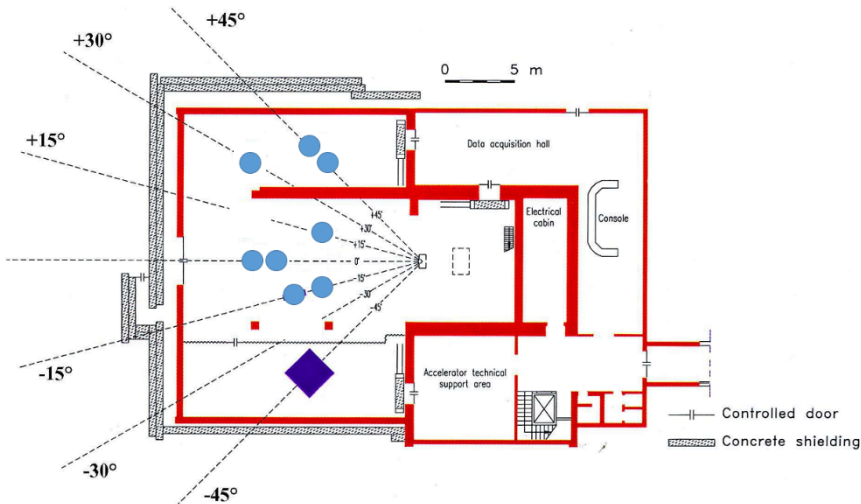 +45°
+30°
0 5 m
+15°
Data acquisition hall
Electrical
cabin
Console
+45°
+30°
+15°
0°
-15°
-30°
-45°
-15°
Accelerator technical
support area
Controlled door
Concrete shielding
-30°
-45°